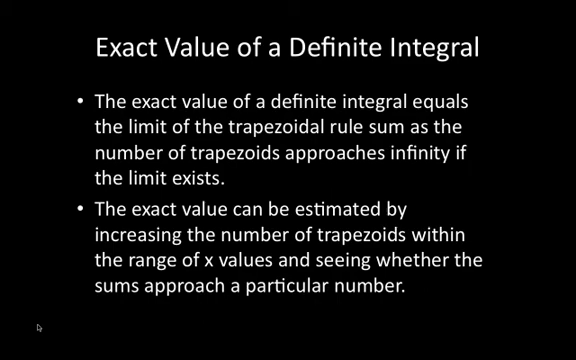 Exact Value of a Definite Integral
• The exact value of a definite integral equals
the limit of the trapezoidal rule sum as the
number of trapezoids approaches infinity if
the limit exists.
• The exact value can be estimated by
increasing the number of trapezoids within
the range of x values and seeing whether the
sums approach a particular number.